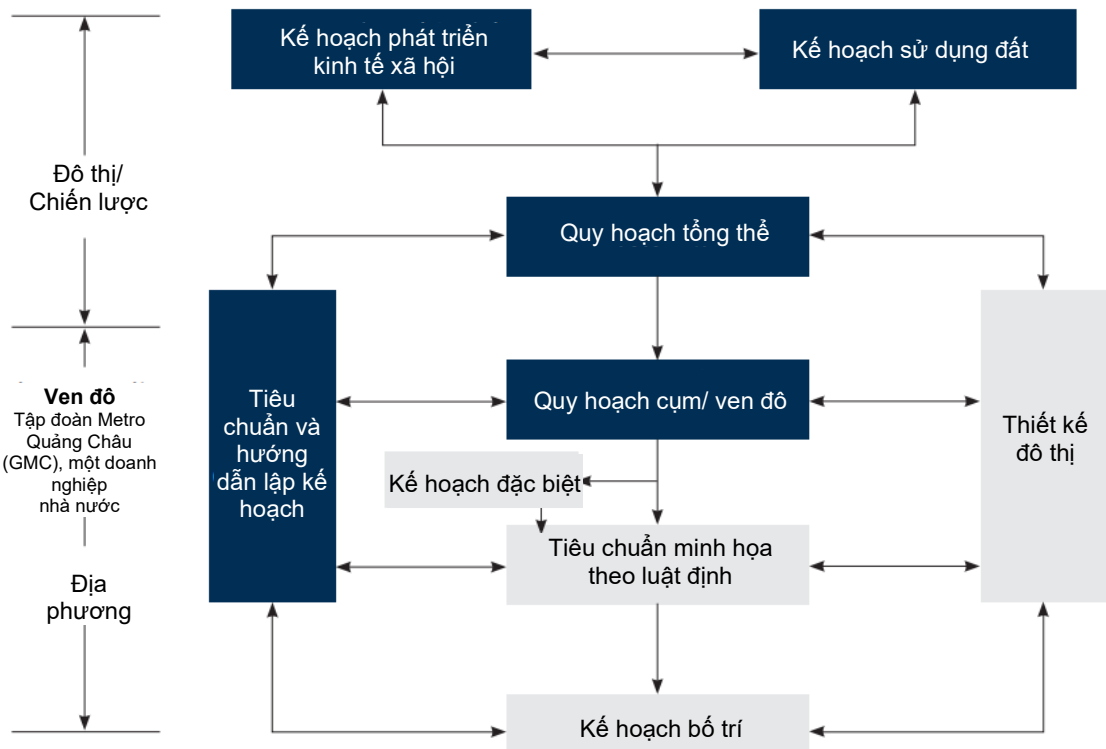 Kế hoạch phát triển
kinh tế xã hội
Kế hoạch sử dụng đất
Đô thị/
Chiến lược
Quy hoạch tổng thể
Ven đô
Tập đoàn Metro
Quảng Châu
(GMC), một doanh
nghiệp
nhà nước
Tiêu
chuẩn và
hướng
dẫn lập kế
hoạch
Quy hoạch cụm/ ven đô
Thiết kế
đô thị
Kế hoạch đặc biệt
Tiêu chuẩn minh họa
theo luật định
Địa
phương
Kế hoạch bố trí